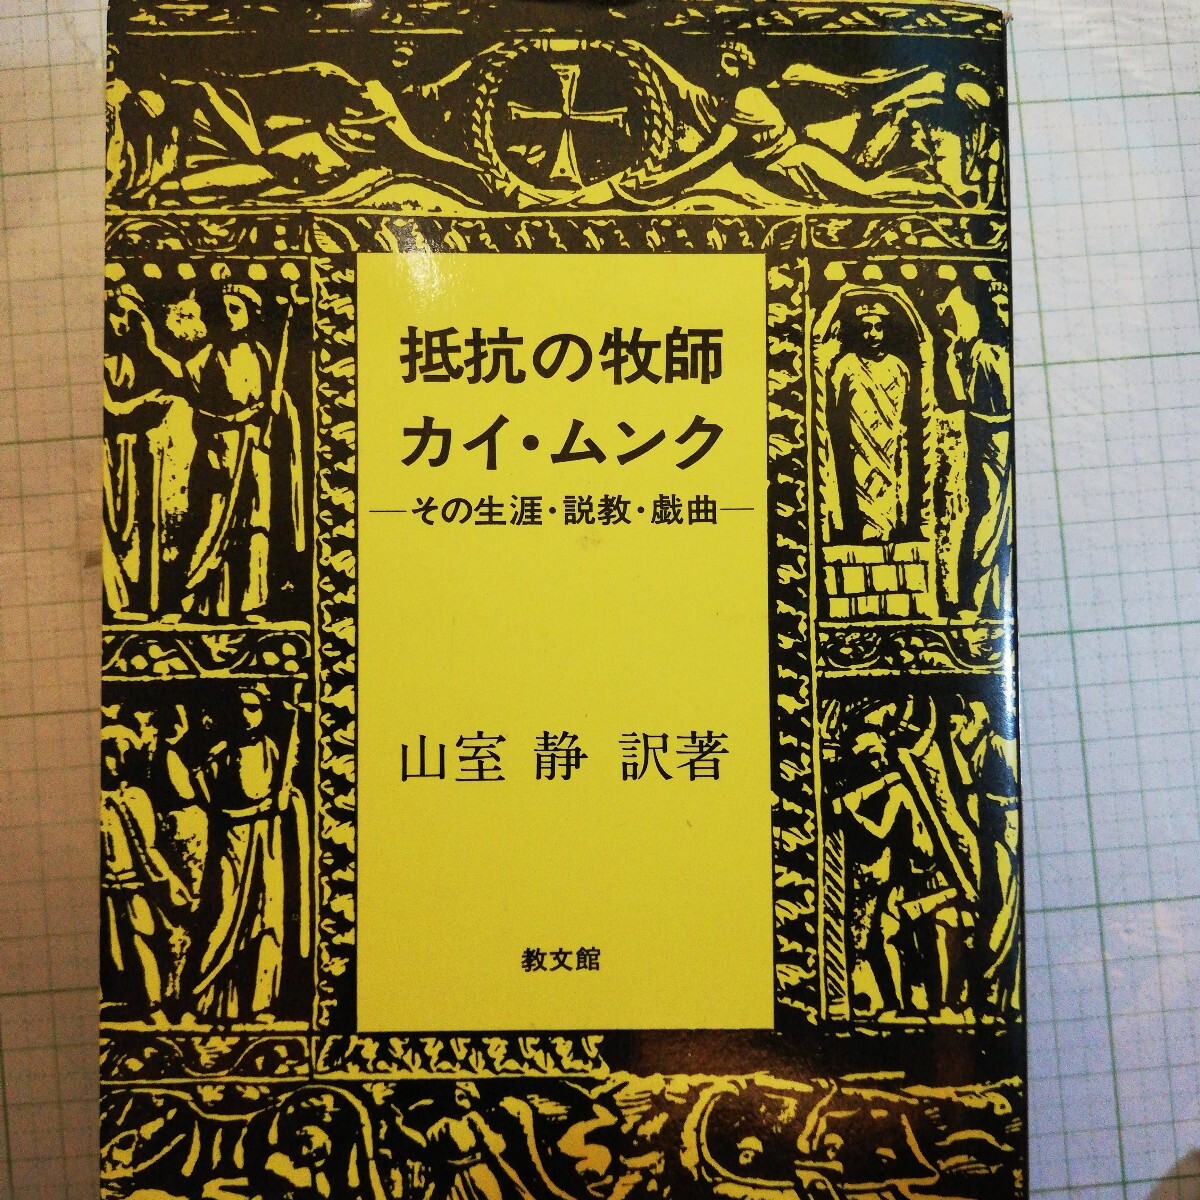 抵抗の牧師
カイ・ムンク
―その生涯・説教・戯曲―
山室 静 訳著
教文館